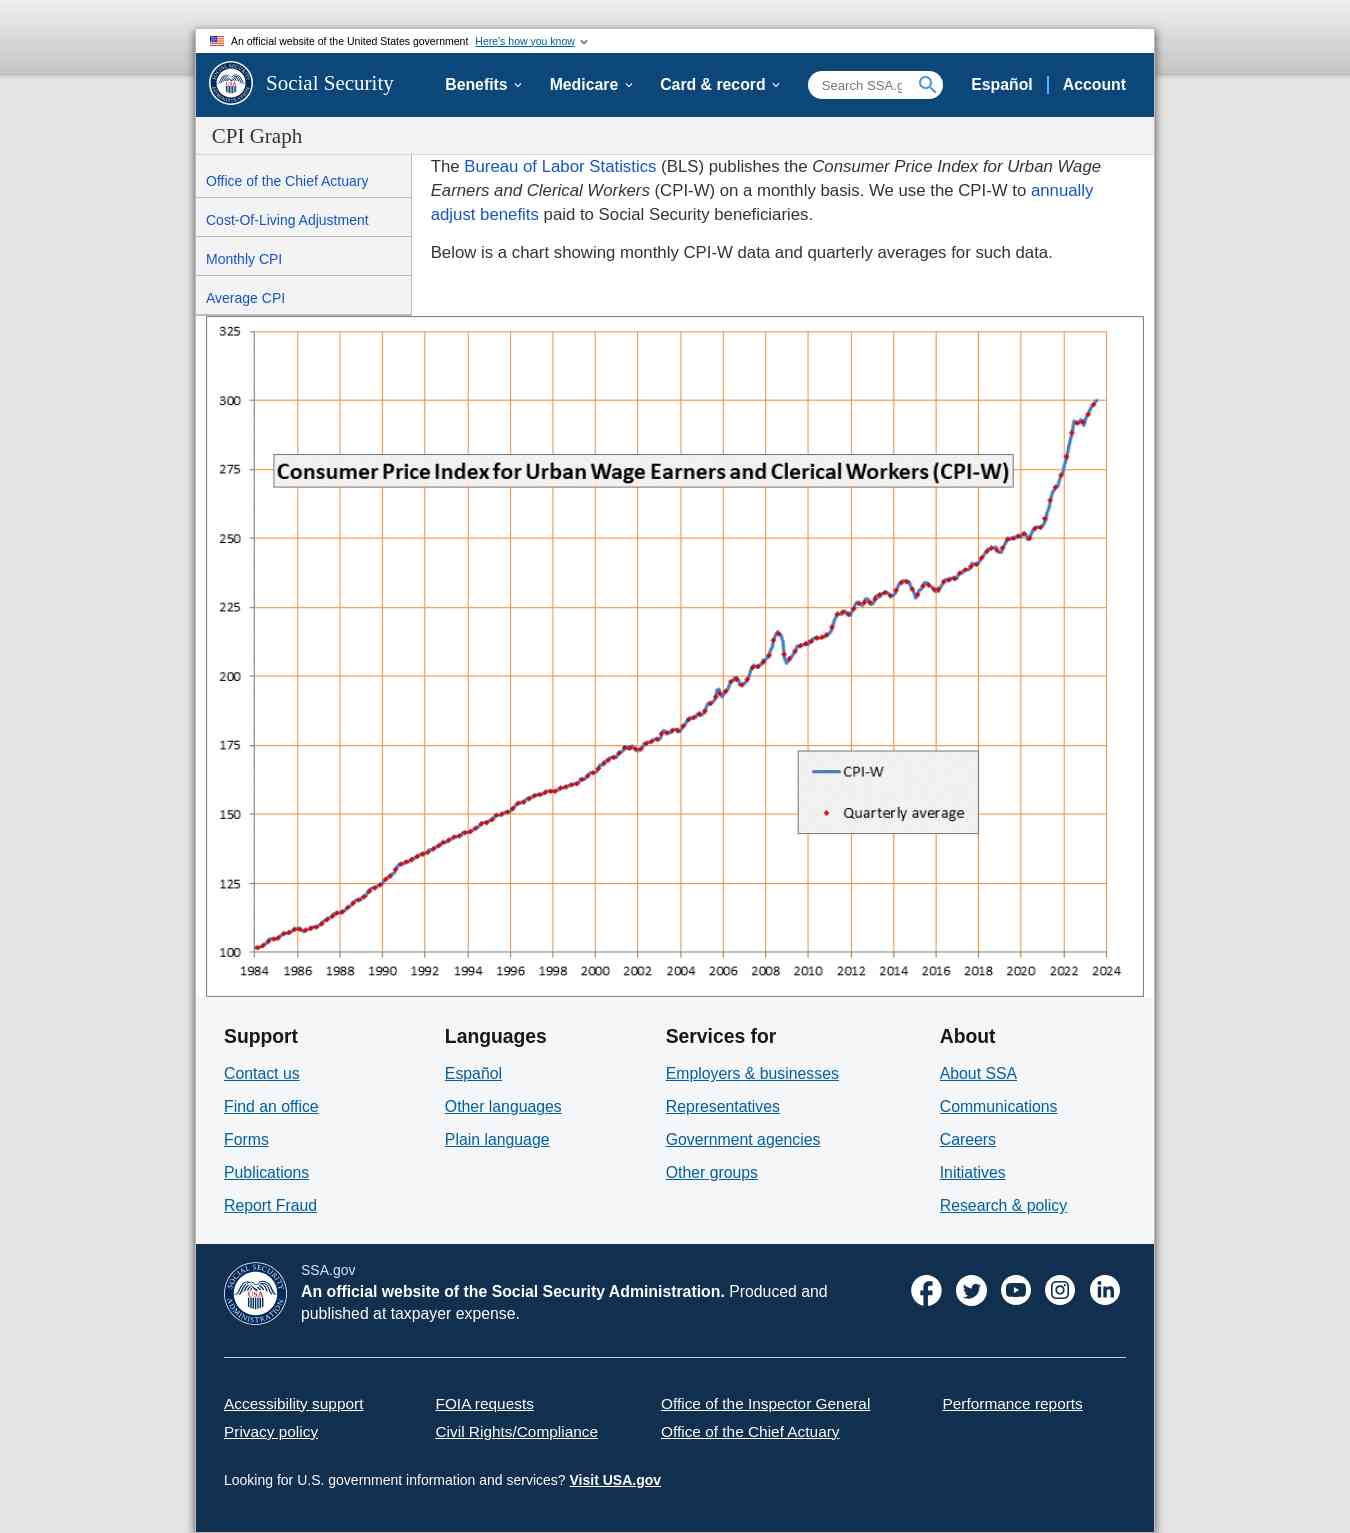 An official website of the United States government Here's how you know
Social Security
Benefits
Medicare
Card & record
Search SSA.g
Español
Account
CPI Graph
Office of the Chief Actuary
Cost-Of-Living Adjustment
Monthly CPI
Average CPI
The Bureau of Labor Statistics (BLS) publishes the Consumer Price Index for Urban Wage
Earners and Clerical Workers (CPI-W) on a monthly basis. We use the CPI-W to annually
adjust benefits paid to Social Security beneficiaries.
Below is a chart showing monthly CPI-W data and quarterly averages for such data.
325
300
275
Consumer Price Index for Urban Wage Earners and Clerical Workers (CPI-W)
250
225
200
175
CPI-W
150
Quarterly average
125
100
1984 1986 1988 1990 1992 1994 1996 1998 2000 2002 2004 2006 2008 2010 2012 2014 2016 2018 2020 2022 2024
Support
Contact us
Find an office
Forms
Publications
Report Fraud
Languages
Español
Other languages
Plain language
Services for
Employers & businesses
Representatives
Government agencies
Other groups
About
About SSA
Communications
Careers
Initiatives
Research & policy
SOCIAL SECURITY
USA
ADMINISTRATION
SSA.gov
An official website of the Social Security Administration. Produced and
published at taxpayer expense.
Accessibility support
FOIA requests
Office of the Inspector General
Performance reports
Privacy policy
Civil Rights/Compliance
Office of the Chief Actuary
Looking for U.S. government information and services? Visit USA.gov